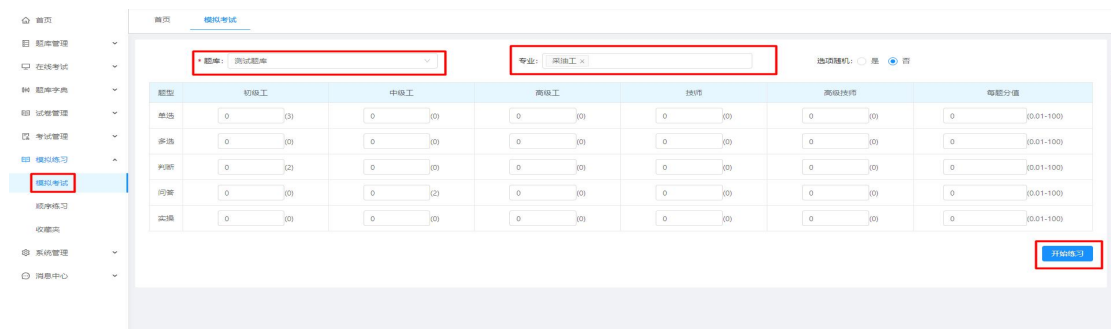 首页
题库管理
在线考试
题库字典
试卷管理
考试管理
模拟练习
模拟考试
顺序练习
收藏夹
系统管理
消息中心
首页 模拟考试
* 题库: 测试题库 专业: 采油工 × 选项随机: 是 否
题型 初级工 中级工 高级工 技师 高级技师 每题分值
单选 0 (3) 0 (0) 0 (0) 0 (0) 0 (0) 0 (0.01-100)
多选 0 (0) 0 (0) 0 (0) 0 (0) 0 (0) 0 (0.01-100)
判断 0 (2) 0 (0) 0 (0) 0 (0) 0 (0) 0 (0.01-100)
问答 0 (0) 0 (2) 0 (0) 0 (0) 0 (0) 0 (0.01-100)
实操 0 (0) 0 (0) 0 (0) 0 (0) 0 (0) 0 (0.01-100)
开始练习